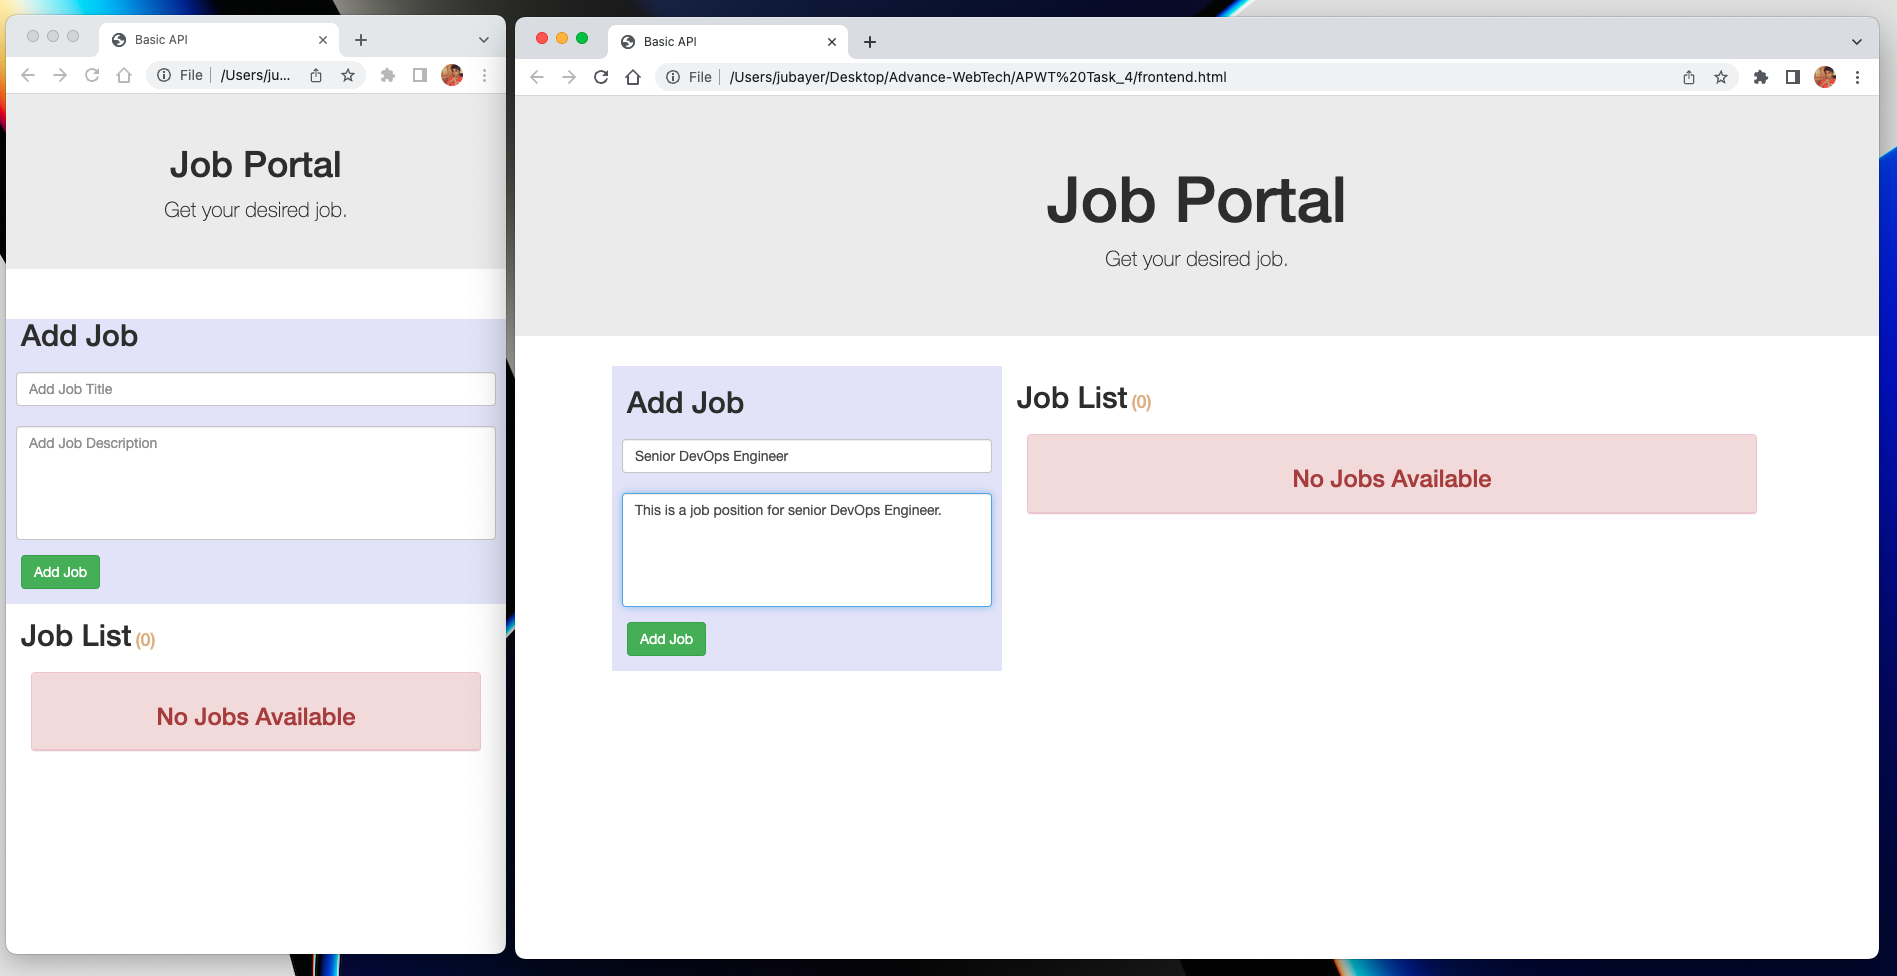 Basic API
File
/Users/ju...
Job Portal
Get your desired job.
Add Job
Add Job Title
Add Job Description
Add Job
Job List (0)
No Jobs Available
Basic API
File
/Users/jubayer/Desktop/Advance-WebTech/APWT%20Task_4/frontend.html
Job Portal
Get your desired job.
Add Job
Senior DevOps Engineer
This is a job position for senior DevOps Engineer.
Add Job
Job List (0)
No Jobs Available